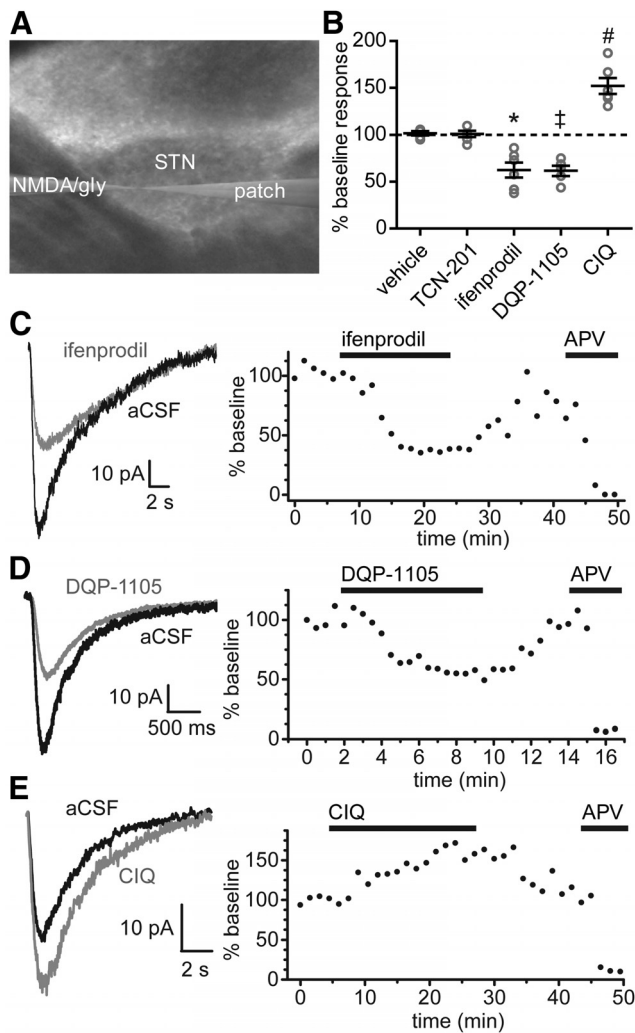 A
STN
NMDA/gly
patch
B
% baseline response
200
150
100
50
0
#
*
‡
vehicle
TCN-201
ifenprodil
DQP-1105
CIQ
C
ifenprodil
aCSF
10 pA
2 s
% baseline
100
50
0
ifenprodil
APV
0 10 20 30 40 50
time (min)
D
DQP-1105
aCSF
10 pA
500 ms
% baseline
100
50
0
DQP-1105
APV
0 2 4 6 8 10 12 14 16
time (min)
E
aCSF
CIQ
10 pA
2 s
% baseline
150
100
50
0
CIQ
APV
0 10 20 30 40 50
time (min)